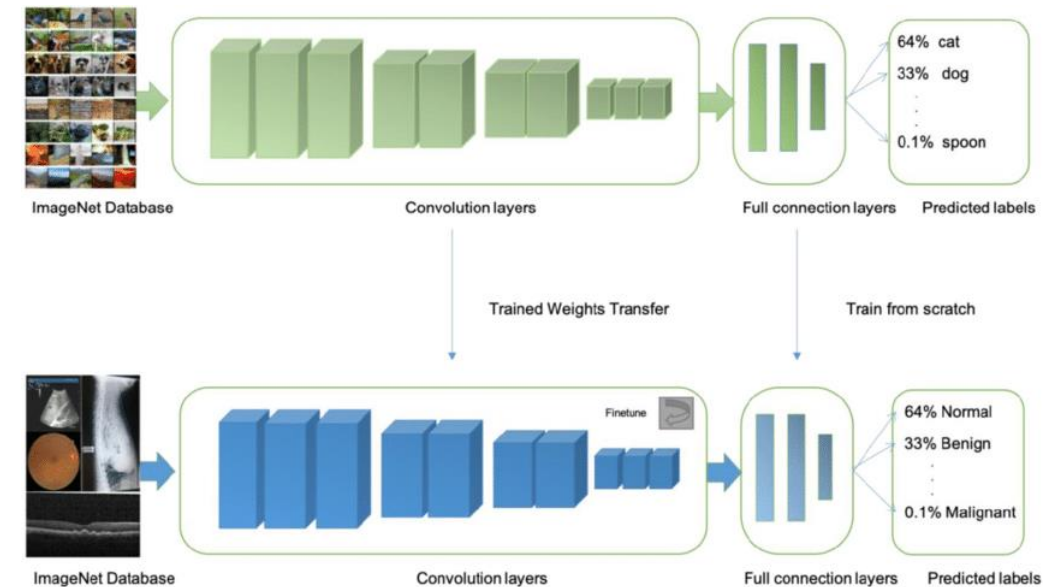 64% cat
33% dog
0.1% spoon
ImageNet Database
Convolution layers
Full connection layers
Predicted labels
Trained Weights Transfer
Train from scratch
Finetune
64% Normal
33% Benign
0.1% Malignant
ImageNet Database
Convolution layers
Full connection layers
Predicted labels